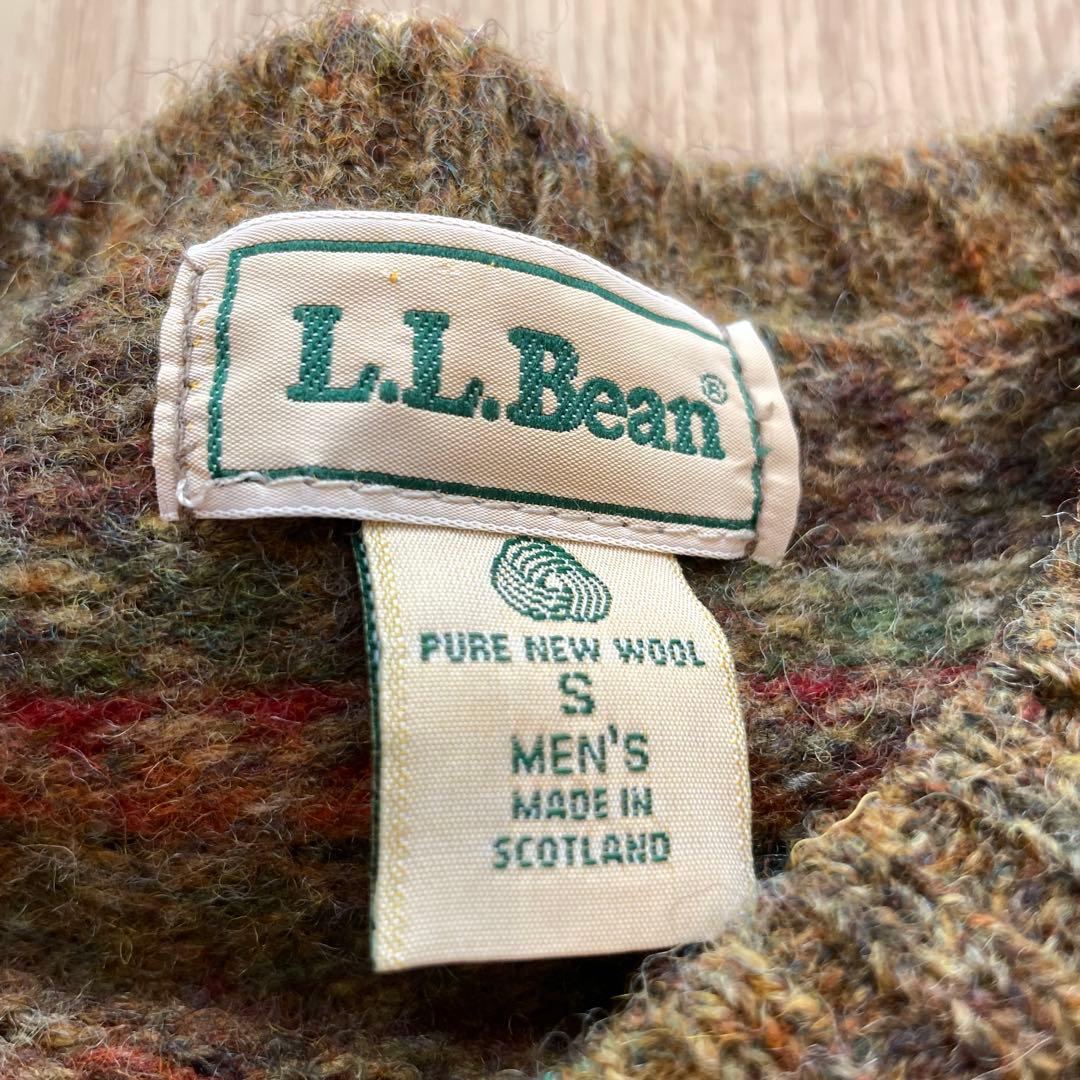 L.L.Bean®
PURE NEW WOOL
S
MEN'S
MADE IN
SCOTLAND